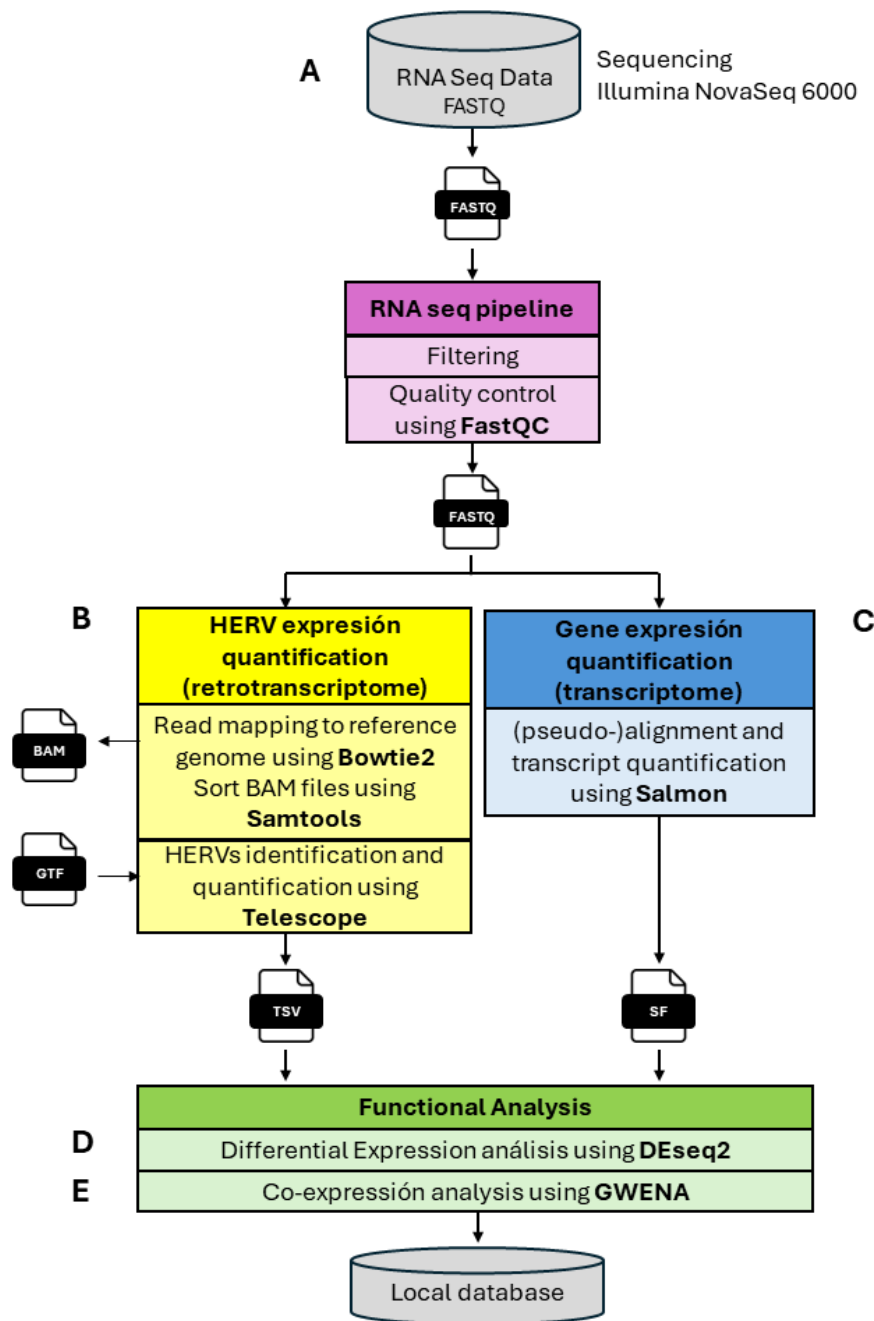 A
RNA Seq Data
FASTQ
Sequencing
Illumina NovaSeq 6000
FASTQ
RNA seq pipeline
Filtering
Quality control
using FastQC
FASTQ
B
HERV expresión
quantification
(retrotranscriptome)
Read mapping to reference
genome using Bowtie2
Sort BAM files using
Samtools
BAM
HERVs identification and
quantification using
Telescope
GTF
TSV
C
Gene expresión
quantification
(transcriptome)
(pseudo-)alignment and
transcript quantification
using Salmon
SF
Functional Analysis
D
Differential Expression análisis using DEseq2
E
Co-expresión analysis using GWENA
Local database